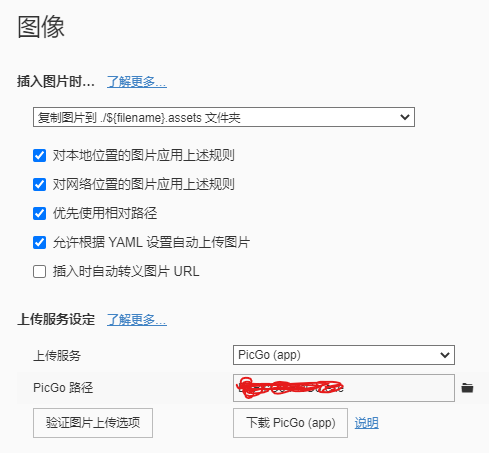 图像
插入图片时... 了解更多...
复制图片到 ./${filename}.assets 文件夹
对本地位置的图片应用上述规则
对网络位置的图片应用上述规则
优先使用相对路径
允许根据 YAML 设置自动上传图片
插入时自动转义图片 URL
上传服务设定 了解更多...
上传服务 PicGo (app)
PicGo 路径
验证图片上传选项 下载 PicGo (app) 说明